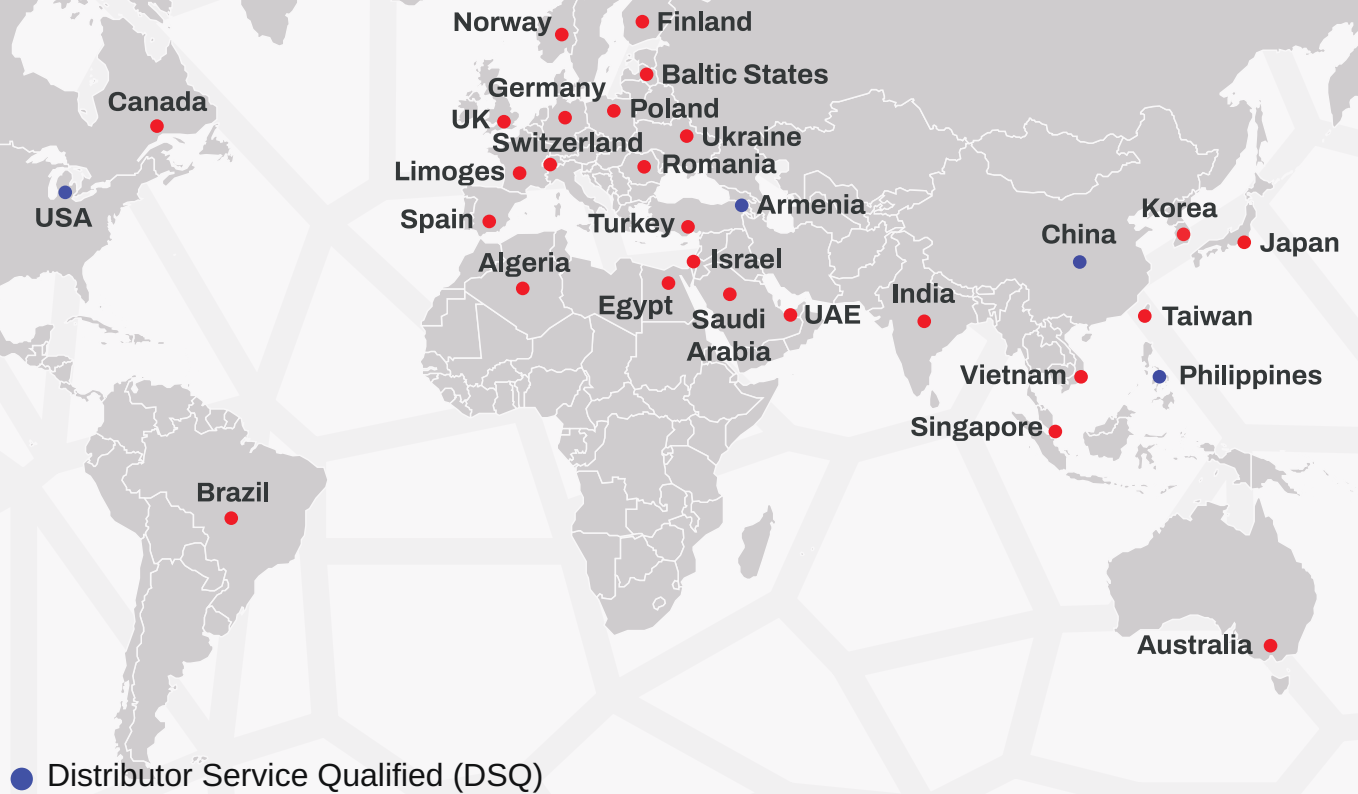 Norway
Finland
Baltic States
Germany
Canada
Poland
UK
Ukraine
Switzerland
Romania
Limoges
USA
Spain
Turkey
Armenia
Korea
China
Japan
Algeria
Israel
Egypt
India
Saudi
Arabia
UAE
Taiwan
Vietnam
Philippines
Singapore
Brazil
Australia
Distributor Service Qualified (DSQ)